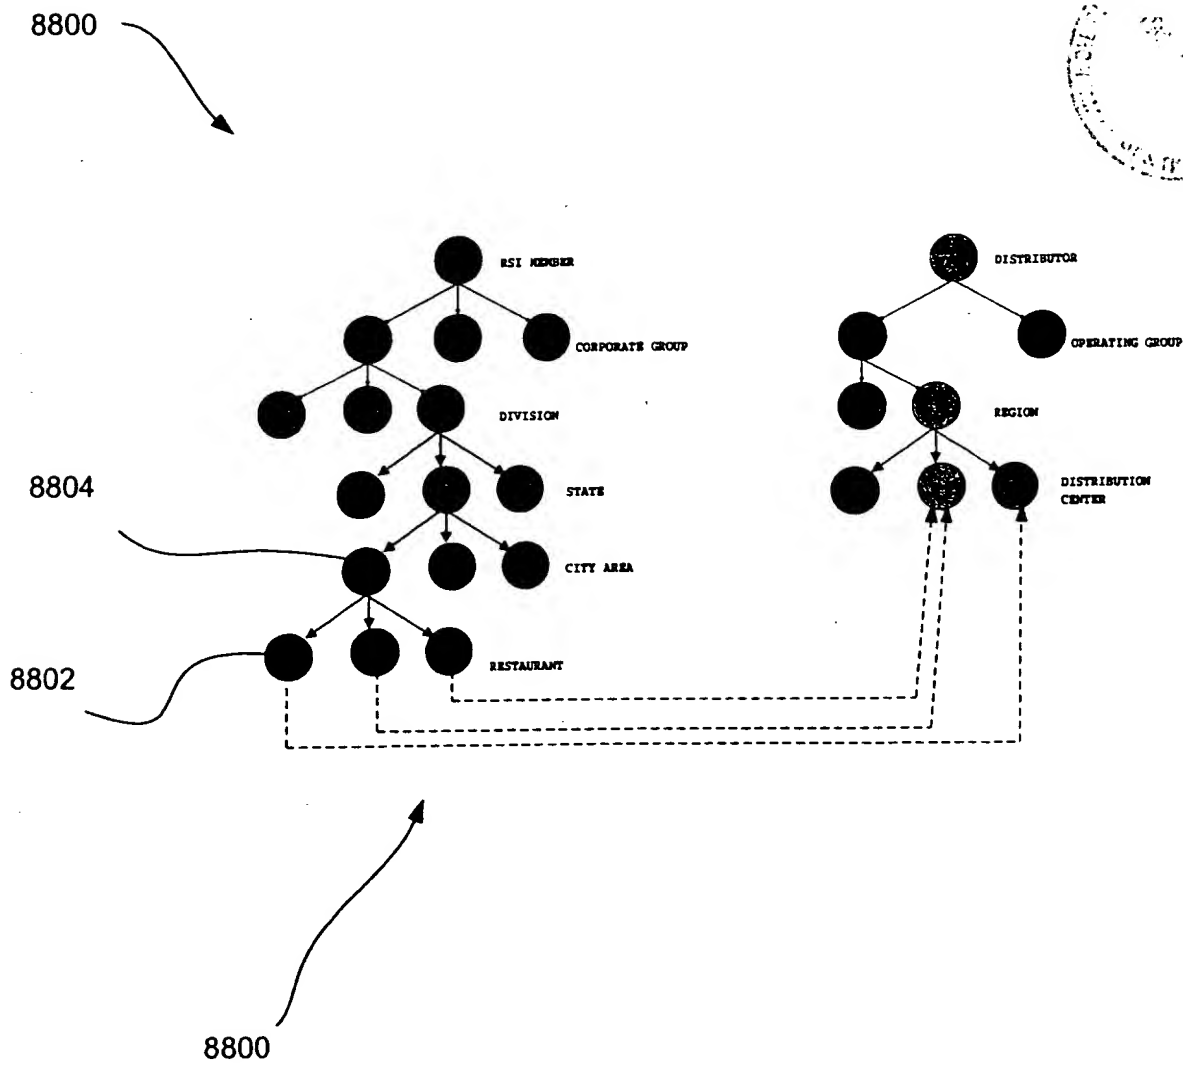 8800
RSI MEMBER
DISTRIBUTOR
CORPORATE GROUP
OPERATING GROUP
DIVISION
REGION
8804
STATE
DISTRIBUTION
CENTER
CITY AREA
8802
RESTAURANT
8800